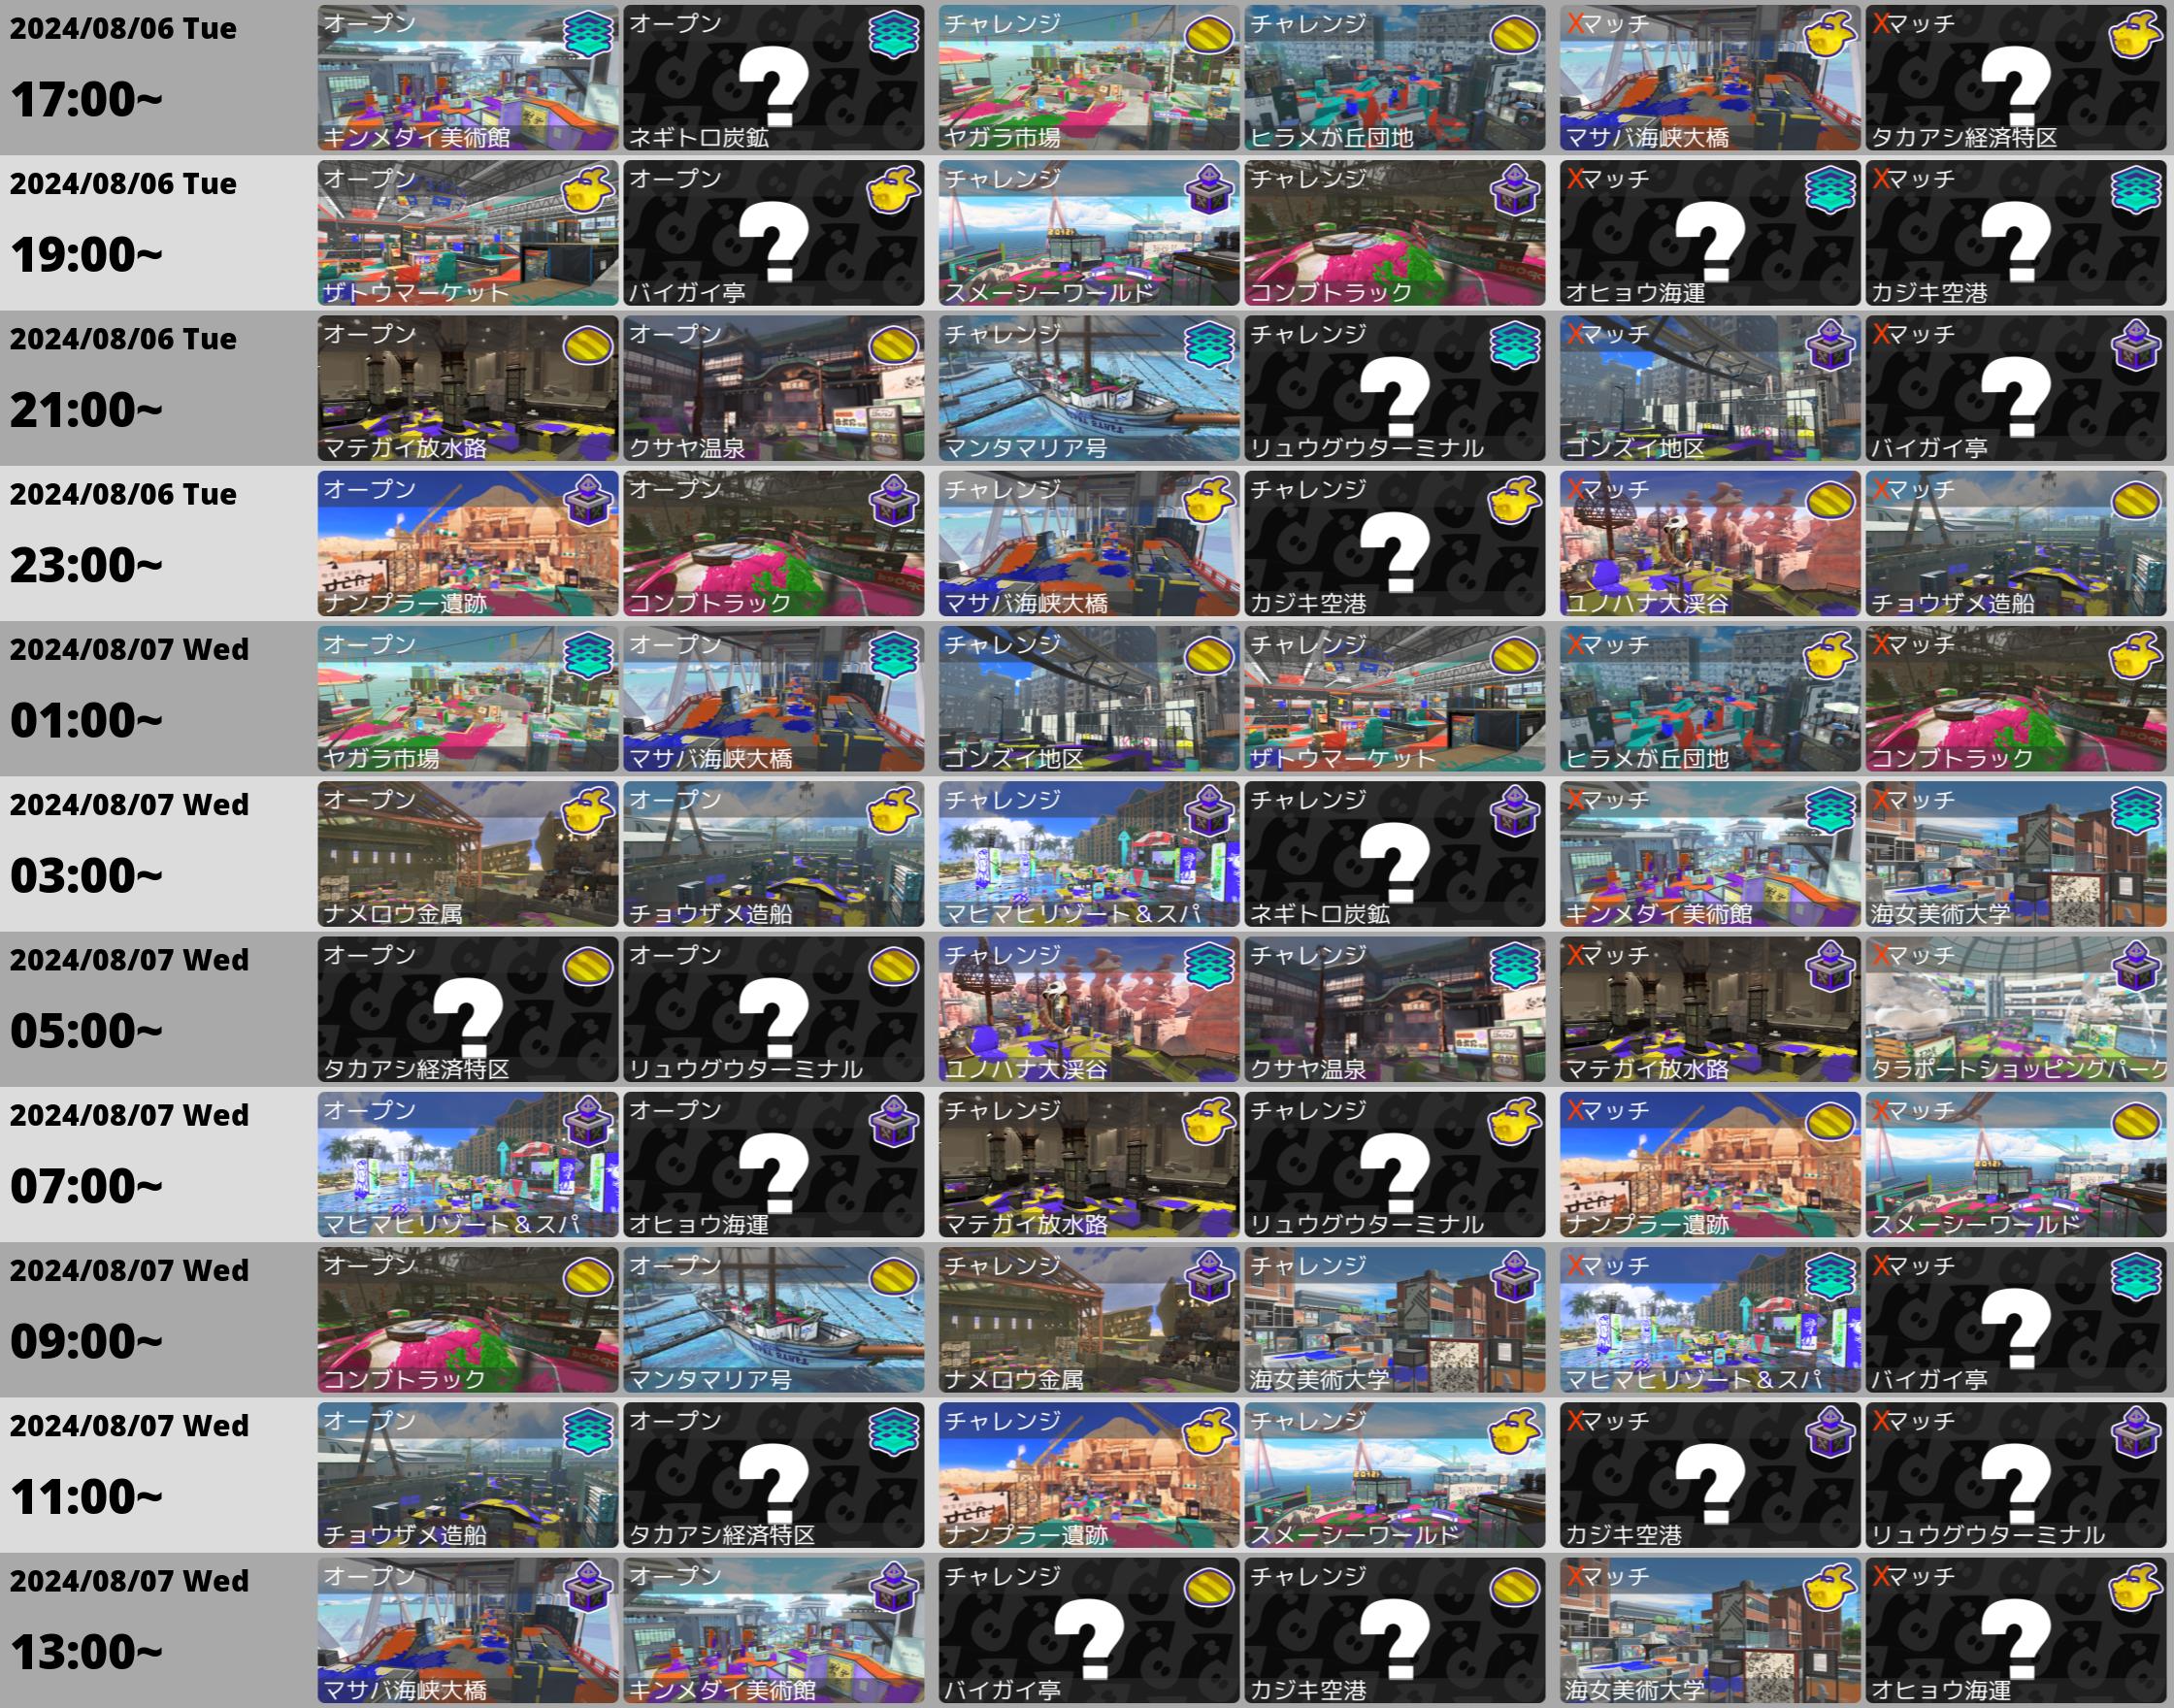 2024/08/06 Tue
17:00~
オープン
キンメダイ美術館
オープン
ネギトロ炭鉱
チャレンジ
ヤガラ市場
チャレンジ
ヒラメが丘団地
Xマッチ
マサバ海峡大橋
Xマッチ
タカアシ経済特区
2024/08/06 Tue
19:00~
オープン
ザトウマーケット
オープン
バイガイ亭
チャレンジ
スメーシーワールド
チャレンジ
コンブトラック
Xマッチ
オヒョウ海運
Xマッチ
カジキ空港
2024/08/06 Tue
21:00~
オープン
マテガイ放水路
オープン
クサヤ温泉
チャレンジ
マンタマリア号
チャレンジ
リュウグウターミナル
Xマッチ
ゴンズイ地区
Xマッチ
バイガイ亭
2024/08/06 Tue
23:00~
オープン
ナンプラー遺跡
オープン
コンブトラック
チャレンジ
マサバ海峡大橋
チャレンジ
カジキ空港
Xマッチ
ユノハナ大渓谷
Xマッチ
チョウザメ造船
2024/08/07 Wed
01:00~
オープン
ヤガラ市場
オープン
マサバ海峡大橋
チャレンジ
ゴンズイ地区
チャレンジ
ザトウマーケット
Xマッチ
ヒラメが丘団地
Xマッチ
コンブトラック
2024/08/07 Wed
03:00~
オープン
ナメロウ金属
オープン
チョウザメ造船
チャレンジ
マヒマヒリゾート＆スパ
チャレンジ
ネギトロ炭鉱
Xマッチ
キンメダイ美術館
Xマッチ
海女美術大学
2024/08/07 Wed
05:00~
オープン
タカアシ経済特区
オープン
リュウグウターミナル
チャレンジ
ユノハナ大渓谷
チャレンジ
クサヤ温泉
Xマッチ
マテガイ放水路
Xマッチ
タラポートショッピングパーク
2024/08/07 Wed
07:00~
オープン
マヒマヒリゾート＆スパ
オープン
オヒョウ海運
チャレンジ
マテガイ放水路
チャレンジ
リュウグウターミナル
Xマッチ
ナンプラー遺跡
Xマッチ
スメーシーワールド
2024/08/07 Wed
09:00~
オープン
コンブトラック
オープン
マンタマリア号
チャレンジ
ナメロウ金属
チャレンジ
海女美術大学
Xマッチ
マヒマヒリゾート＆スパ
Xマッチ
バイガイ亭
2024/08/07 Wed
11:00~
オープン
チョウザメ造船
オープン
タカアシ経済特区
チャレンジ
ナンプラー遺跡
チャレンジ
スメーシーワールド
Xマッチ
カジキ空港
Xマッチ
リュウグウターミナル
2024/08/07 Wed
13:00~
オープン
マサバ海峡大橋
オープン
キンメダイ美術館
チャレンジ
バイガイ亭
チャレンジ
カジキ空港
Xマッチ
海女美術大学
Xマッチ
オヒョウ海運